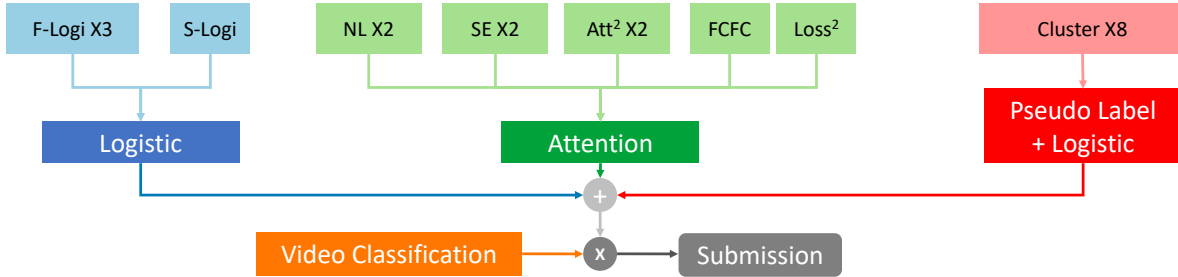 F-Logi X3
S-Logi
NL X2
SE X2
Att² X2
FCFC
Loss²
Cluster X8
Logistic
Attention
Pseudo Label
+ Logistic
+
Video Classification
x
Submission